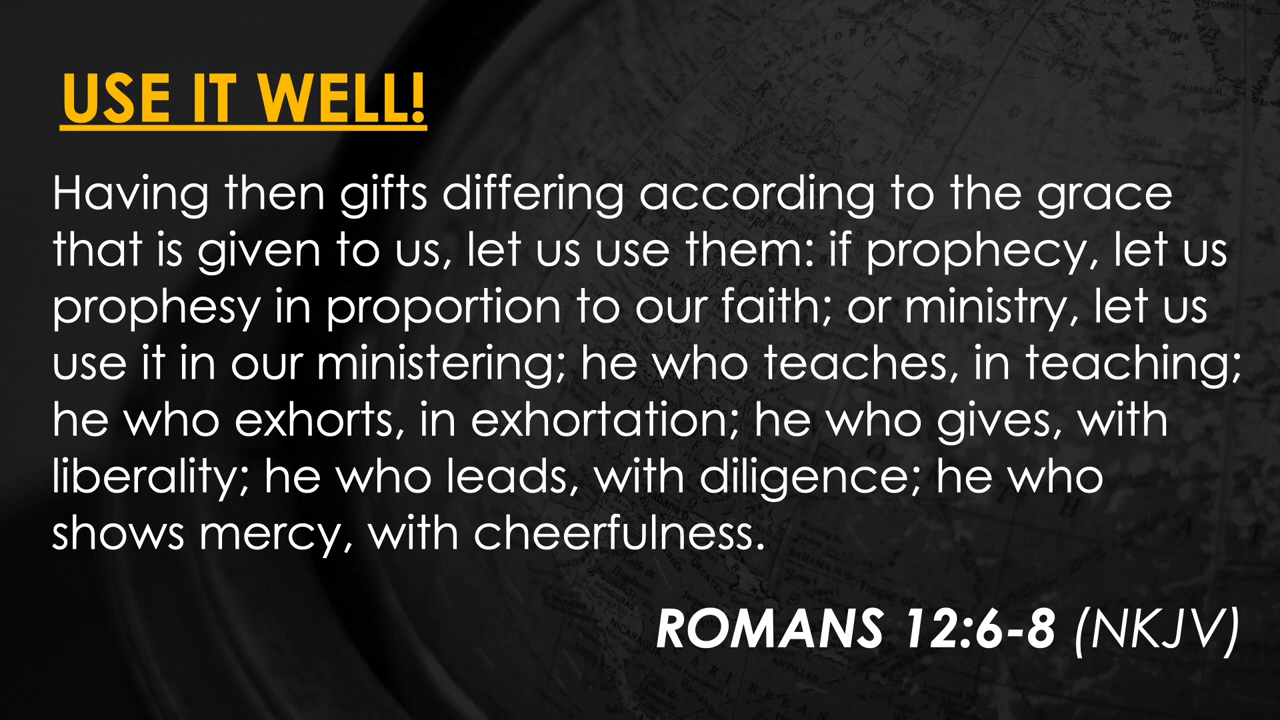 USE IT WELL!
Having then gifts differing according to the grace
that is given to us, let us use them: if prophecy, let us
prophesy in proportion to our faith; or ministry, let us
use it in our ministering; he who teaches, in teaching;
he who exhorts, in exhortation; he who gives, with
liberality; he who leads, with diligence; he who
shows mercy, with cheerfulness.
ROMANS 12:6-8 (NKJV)